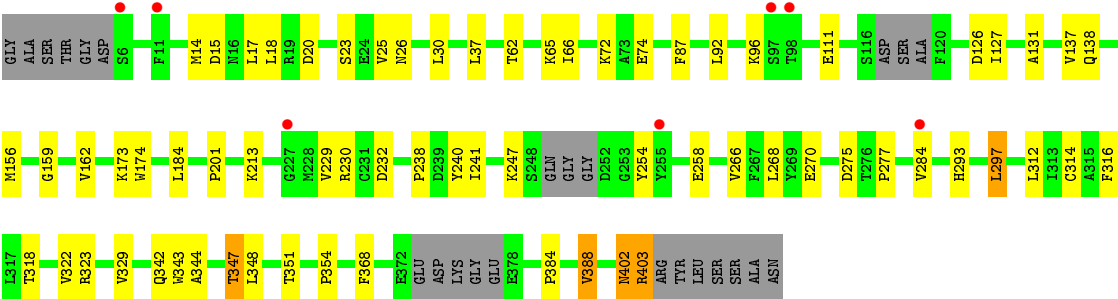 GLY ALA SER THR GLY ASP S6 F11 M14 D15 N16 L17 L18 R19 D20 S23 E24 V25 N26 L30 L37 T62 K65 I66 K72 A73 E74 F87 L92 K96 S97 T98 E111 S116 ASP SER ALA F120 D126 I127 A131 V137 Q138
M156 G159 V162 K173 W174 L184 P201 K213 G227 M228 V229 R230 C231 D232 P238 D239 Y240 I241 K247 S248 GLN GLY GLY D252 G253 Y254 Y255 E258 V266 F267 L268 Y269 E270 D275 T276 P277 V284 H293 L297 L312 I313 C314 A315 F316
L317 T318 V322 R323 V329 Q342 W343 A344 T347 L348 T351 P354 F368 E372 GLU ASP LYS GLY GLU E378 P384 V388 N402 R403 ARG TYR LEU SER SER ALA ASN